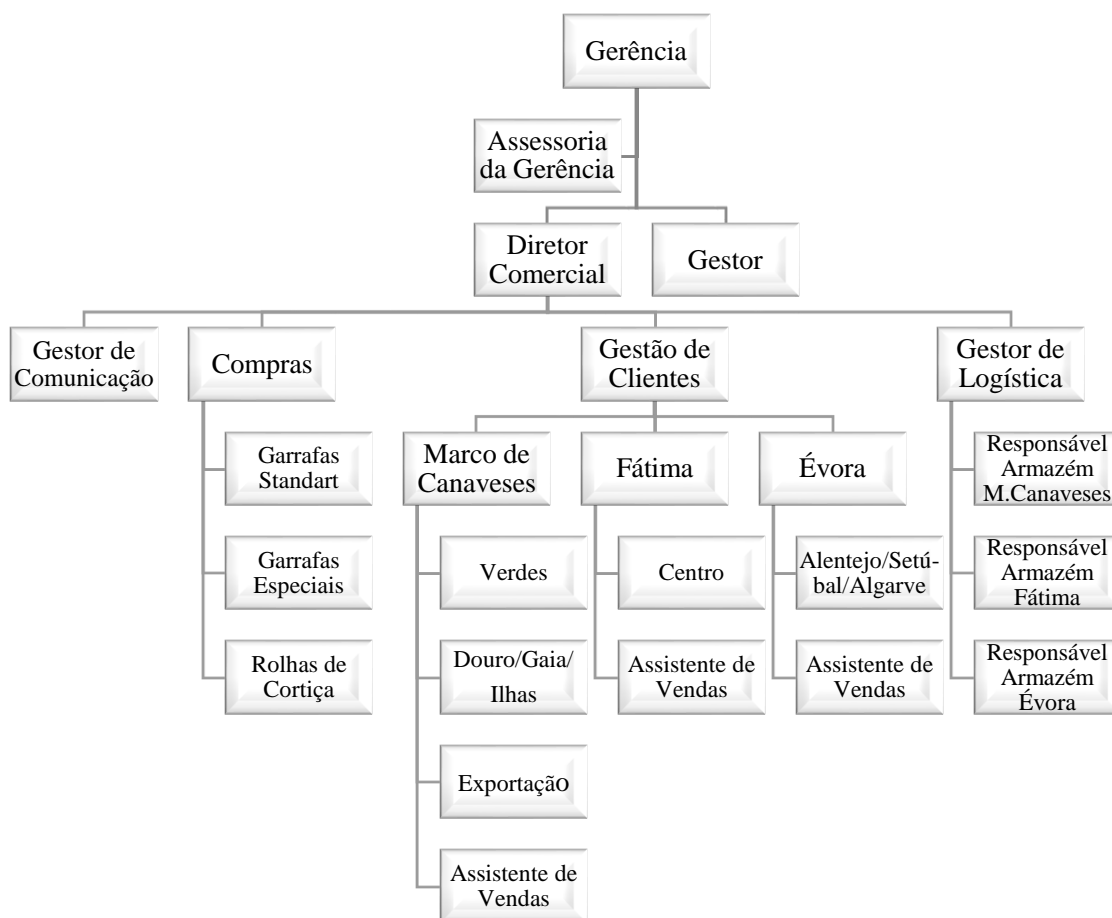 Gerência
Assessoria
da Gerência
Diretor
Comercial
Gestor
Gestor de
Comunicação
Compras
Gestão de
Clientes
Gestor de
Logística
Garrafas
Standart
Garrafas
Especiais
Rolhas de
Cortiça
Marco de
Canaveses
Verdes
Douro/Gaia/
Ilhas
Exportação
Assistente de
Vendas
Fátima
Centro
Assistente de
Vendas
Évora
Alentejo/Setú-
bal/Algarve
Assistente de
Vendas
Responsável
Armazém
M.Canaveses
Responsável
Armazém
Fátima
Responsável
Armazém
Évora